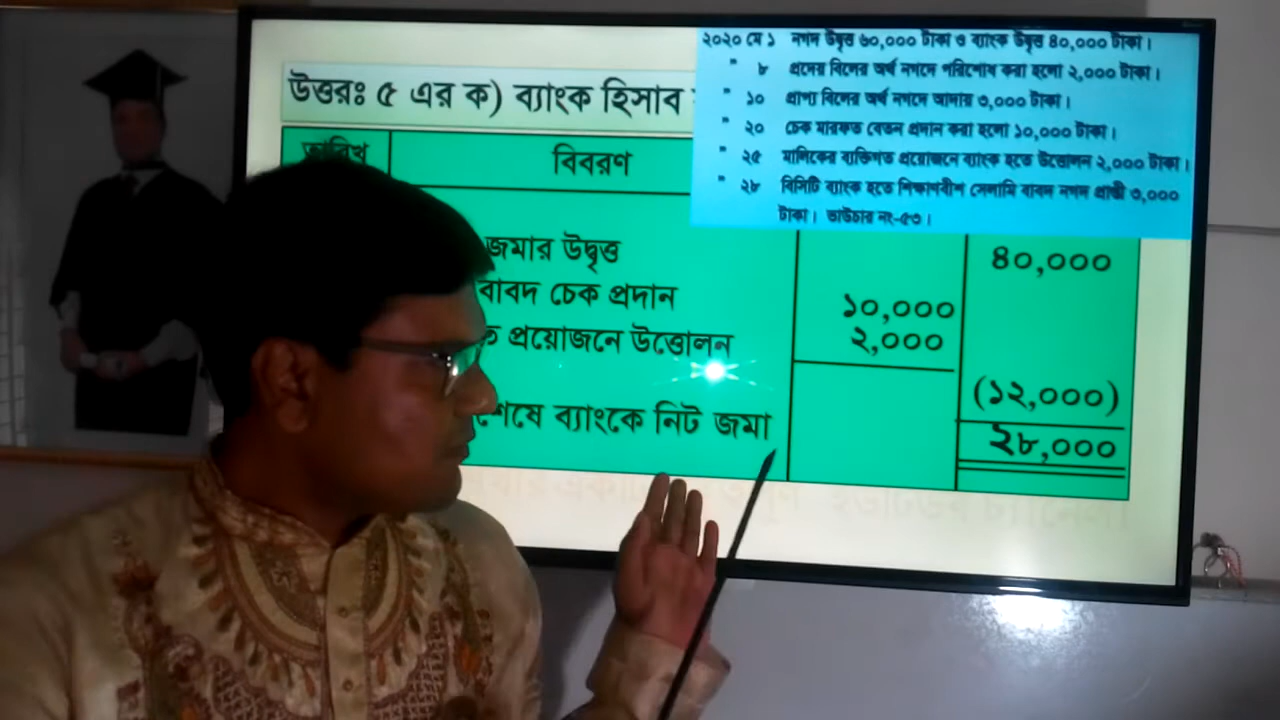 ২০২০ মে ১ নগদ উদ্বৃত্ত ৬০,০০০ টাকা ও ব্যাংক উদ্বৃত্ত ৪০,০০০ টাকা।
" ৮ প্রদেয় বিলের অর্থ নগদে পরিশোধ করা হলো ২,০০০ টাকা।
" ১০ প্রাপ্য বিলের অর্থ নগদে আদায় ৩,০০০ টাকা।
" ২০ চেক মারফত বেতন প্রদান করা হলো ১০,০০০ টাকা।
" ২৫ মালিকের ব্যক্তিগত প্রয়োজনে ব্যাংক হতে উত্তোলন ২,০০০ টাকা।
" ২৮ বিসিটি ব্যাংক হতে শিক্ষানবীশ সেলামি বাবদ নগদ প্রাপ্তি ৩,০০০
টাকা। ভাউচার নং-৫৩।
উত্তরঃ ৫ এর ক) ব্যাংক হিসাব
তারিখ বিবরণ
জমার উদ্বৃত্ত ৪০,০০০
বাবদ চেক প্রদান ১০,০০০
প্রয়োজনে উত্তোলন ২,০০০
(১২,০০০)
শেষে ব্যাংকে নিট জমা ২৮,০০০